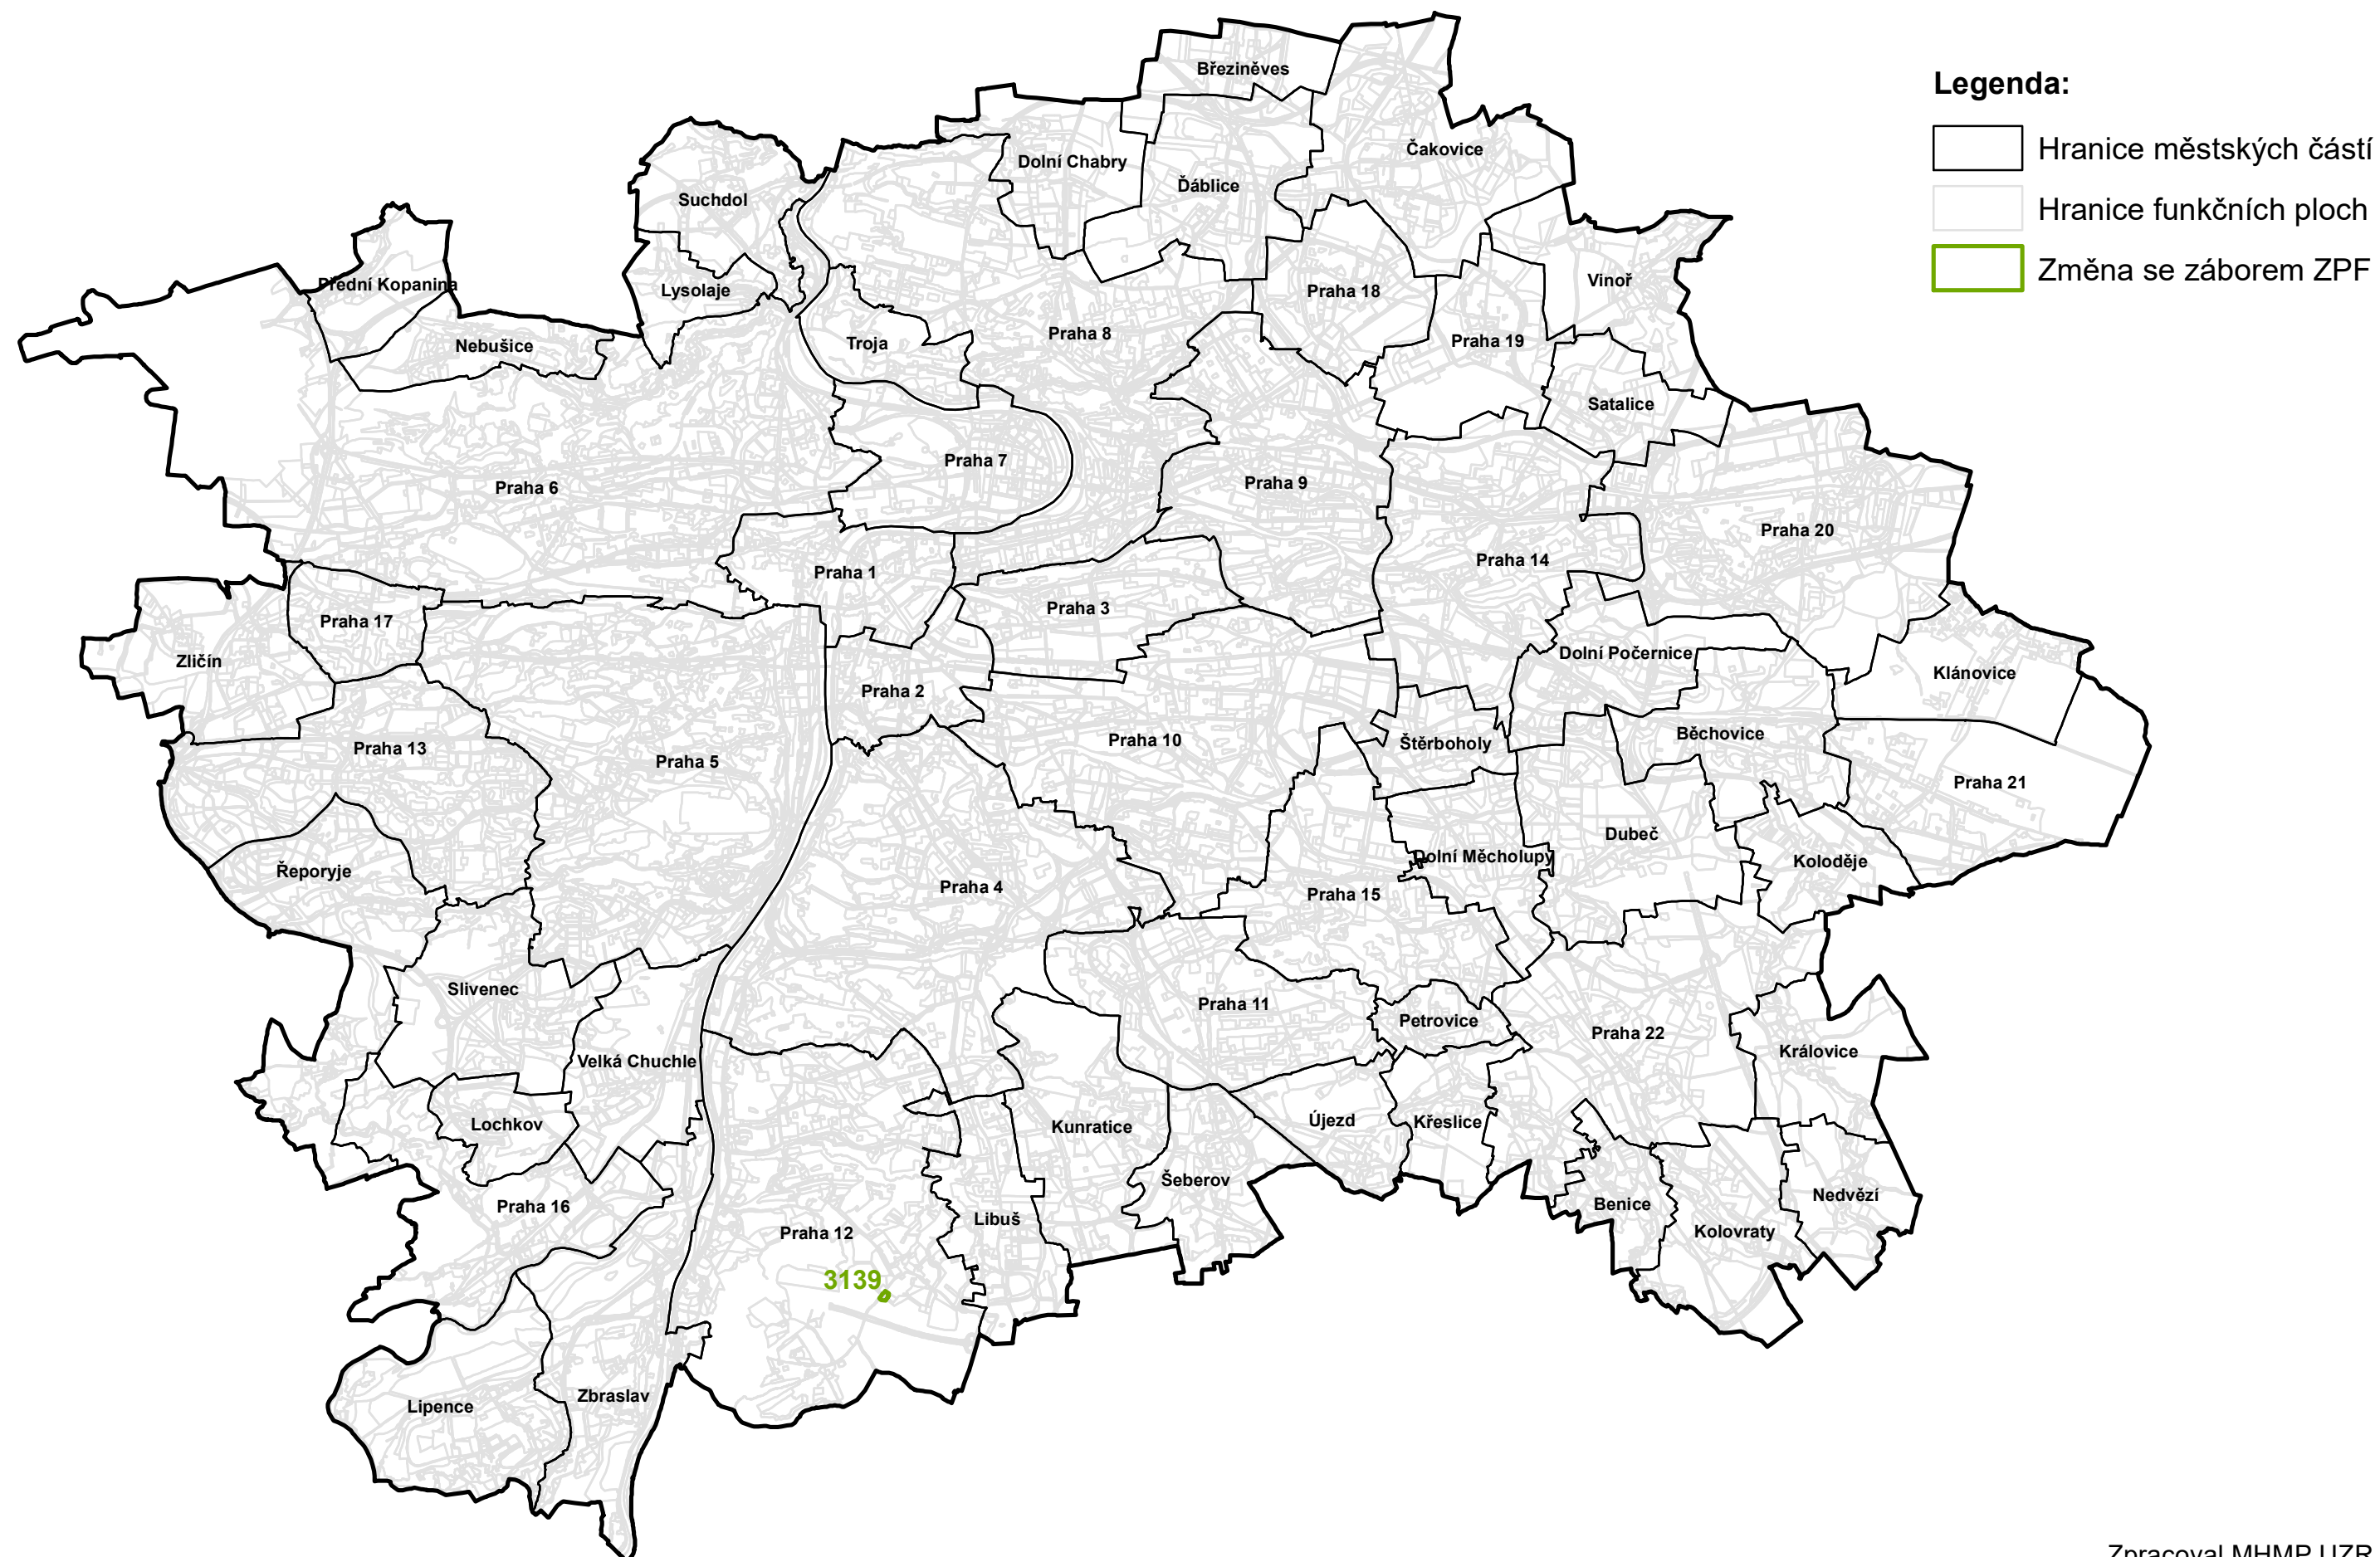 Legenda:
Hranice městských částí
Hranice funkčních ploch
Změna se záborem ZPF
Březiněves
Dolní Chabry
Čakovice
Ďáblice
Suchdol
Vinoř
Přední Kopanina
Lysolaje
Praha 18
Praha 8
Troja
Praha 19
Nebušice
Satalice
Praha 7
Praha 9
Praha 6
Praha 20
Praha 14
Praha 1
Praha 3
Praha 17
Dolní Počernice
Zličín
Klánovice
Praha 2
Běchovice
Praha 10
Štěrboholy
Praha 13
Praha 5
Praha 21
Dubeč
Dolní Měcholupy
Koloděje
Řeporyje
Praha 4
Praha 15
Slivenec
Praha 11
Petrovice
Praha 22
Královice
Velká Chuchle
Újezd
Křeslice
Lochkov
Kunratice
Šeberov
Nedvězí
Benice
Praha 16
Libuš
Praha 12
Kolovraty
3139
Zbraslav
Lipence
Zpracoval MHMP UZR